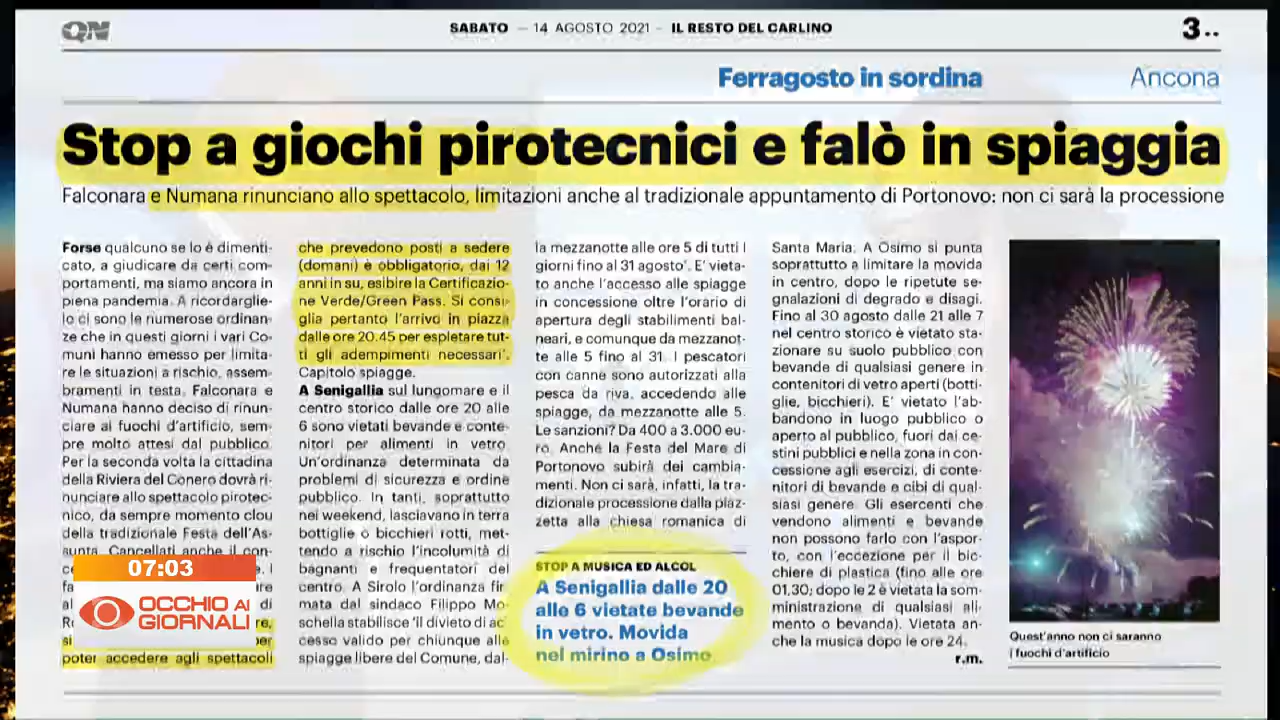 QN
SABATO — 14 AGOSTO 2021 – IL RESTO DEL CARLINO
3..
Ferragosto in sordina
Ancona
Stop a giochi pirotecnici e falò in spiaggia
Falconara e Numana rinunciano allo spettacolo, limitazioni anche al tradizionale appuntamento di Portonovo: non ci sarà la processione
Forse qualcuno se lo è dimenti-
cato, a giudicare da certi com-
portamenti, ma siamo ancora in
piena pandemia. A ricordarglie-
lo ci sono le numerose ordinan-
ze che in questi giorni i vari Co-
muni hanno emesso per limita-
re le situazioni a rischio, assem-
bramenti in testa. Falconara e
Numana hanno deciso di rinun-
ciare ai fuochi d'artificio, sem-
pre molto attesi dal pubblico.
Per la seconda volta la cittadina
della Riviera del Conero dovrà ri-
nunciare allo spettacolo pirotec-
nico, da sempre momento clou
della tradizionale Festa dell'As-
sunta. Cancellati anche il con-
poter accedere agli spettacoli
che prevedono posti a sedere
(domani) è obbligatorio, dai 12
anni in su, esibire la Certificazio-
ne Verde/Green Pass. Si consi-
glia pertanto l'arrivo in piazza
dalle ore 20.45 per espletare tut-
ti gli adempimenti necessari'.
Capitolo spiagge.
A Senigallia sul lungomare e il
centro storico dalle ore 20 alle
6 sono vietati bevande e conte-
nitori per alimenti in vetro.
Un'ordinanza determinata da
problemi di sicurezza e ordine
pubblico. In tanti, soprattutto
nei weekend, lasciavano in terra
bottiglie o bicchieri rotti, met-
tendo a rischio l'incolumità di
bagnanti e frequentatori del
centro. A Sirolo l'ordinanza fir
mata dal sindaco Filippo Mo-
schella stabilisce 'il divieto di ac
cesso valido per chiunque alle
spiagge libere del Comune, dal-
la mezzanotte alle ore 5 di tutti I
giorni fino al 31 agosto'. E' vieta-
to anche l'accesso alle spiagge
in concessione oltre l'orario di
apertura degli stabilimenti bal-
neari, e comunque da mezzanot-
te alle 5 fino al 31. I pescatori
con canne sono autorizzati alla
pesca da riva, accedendo alle
spiagge, da mezzanotte alle 5.
Le sanzioni? Da 400 a 3.000 eu-
ro. Anche la Festa del Mare di
Portonovo subirà dei cambia-
menti. Non ci sarà, infatti, la tra-
dizionale processione dalla piaz-
zetta alla chiesa romanica di
STOP A MUSICA ED ALCOL
A Senigallia dalle 20
alle 6 vietate bevande
in vetro. Movida
nel mirino a Osimo
Santa Maria. A Osimo si punta
soprattutto a limitare la movida
in centro, dopo le ripetute se-
gnalazioni di degrado e disagi.
Fino al 30 agosto dalle 21 alle 7
nel centro storico è vietato sta-
zionare su suolo pubblico con
bevande di qualsiasi genere in
contenitori di vetro aperti (botti-
glie, bicchieri). E' vietato l'ab-
bandono in luogo pubblico o
aperto al pubblico, fuori dai ce-
stini pubblici e nella zona in con-
cessione agli esercizi, di conte-
nitori di bevande e cibi di qual-
siasi genere. Gli esercenti che
vendono alimenti e bevande
non possono farlo con l'aspor-
to, con l'eccezione per il bic-
chiere di plastica (fino alle ore
01,30; dopo le 2 è vietata la som-
ministrazione di qualsiasi ali-
mento o bevanda). Vietata an-
che la musica dopo le ore 24.
r.m.
Quest'anno non ci saranno
i fuochi d'artificio
07:03
OCCHIO AI
GIORNALI